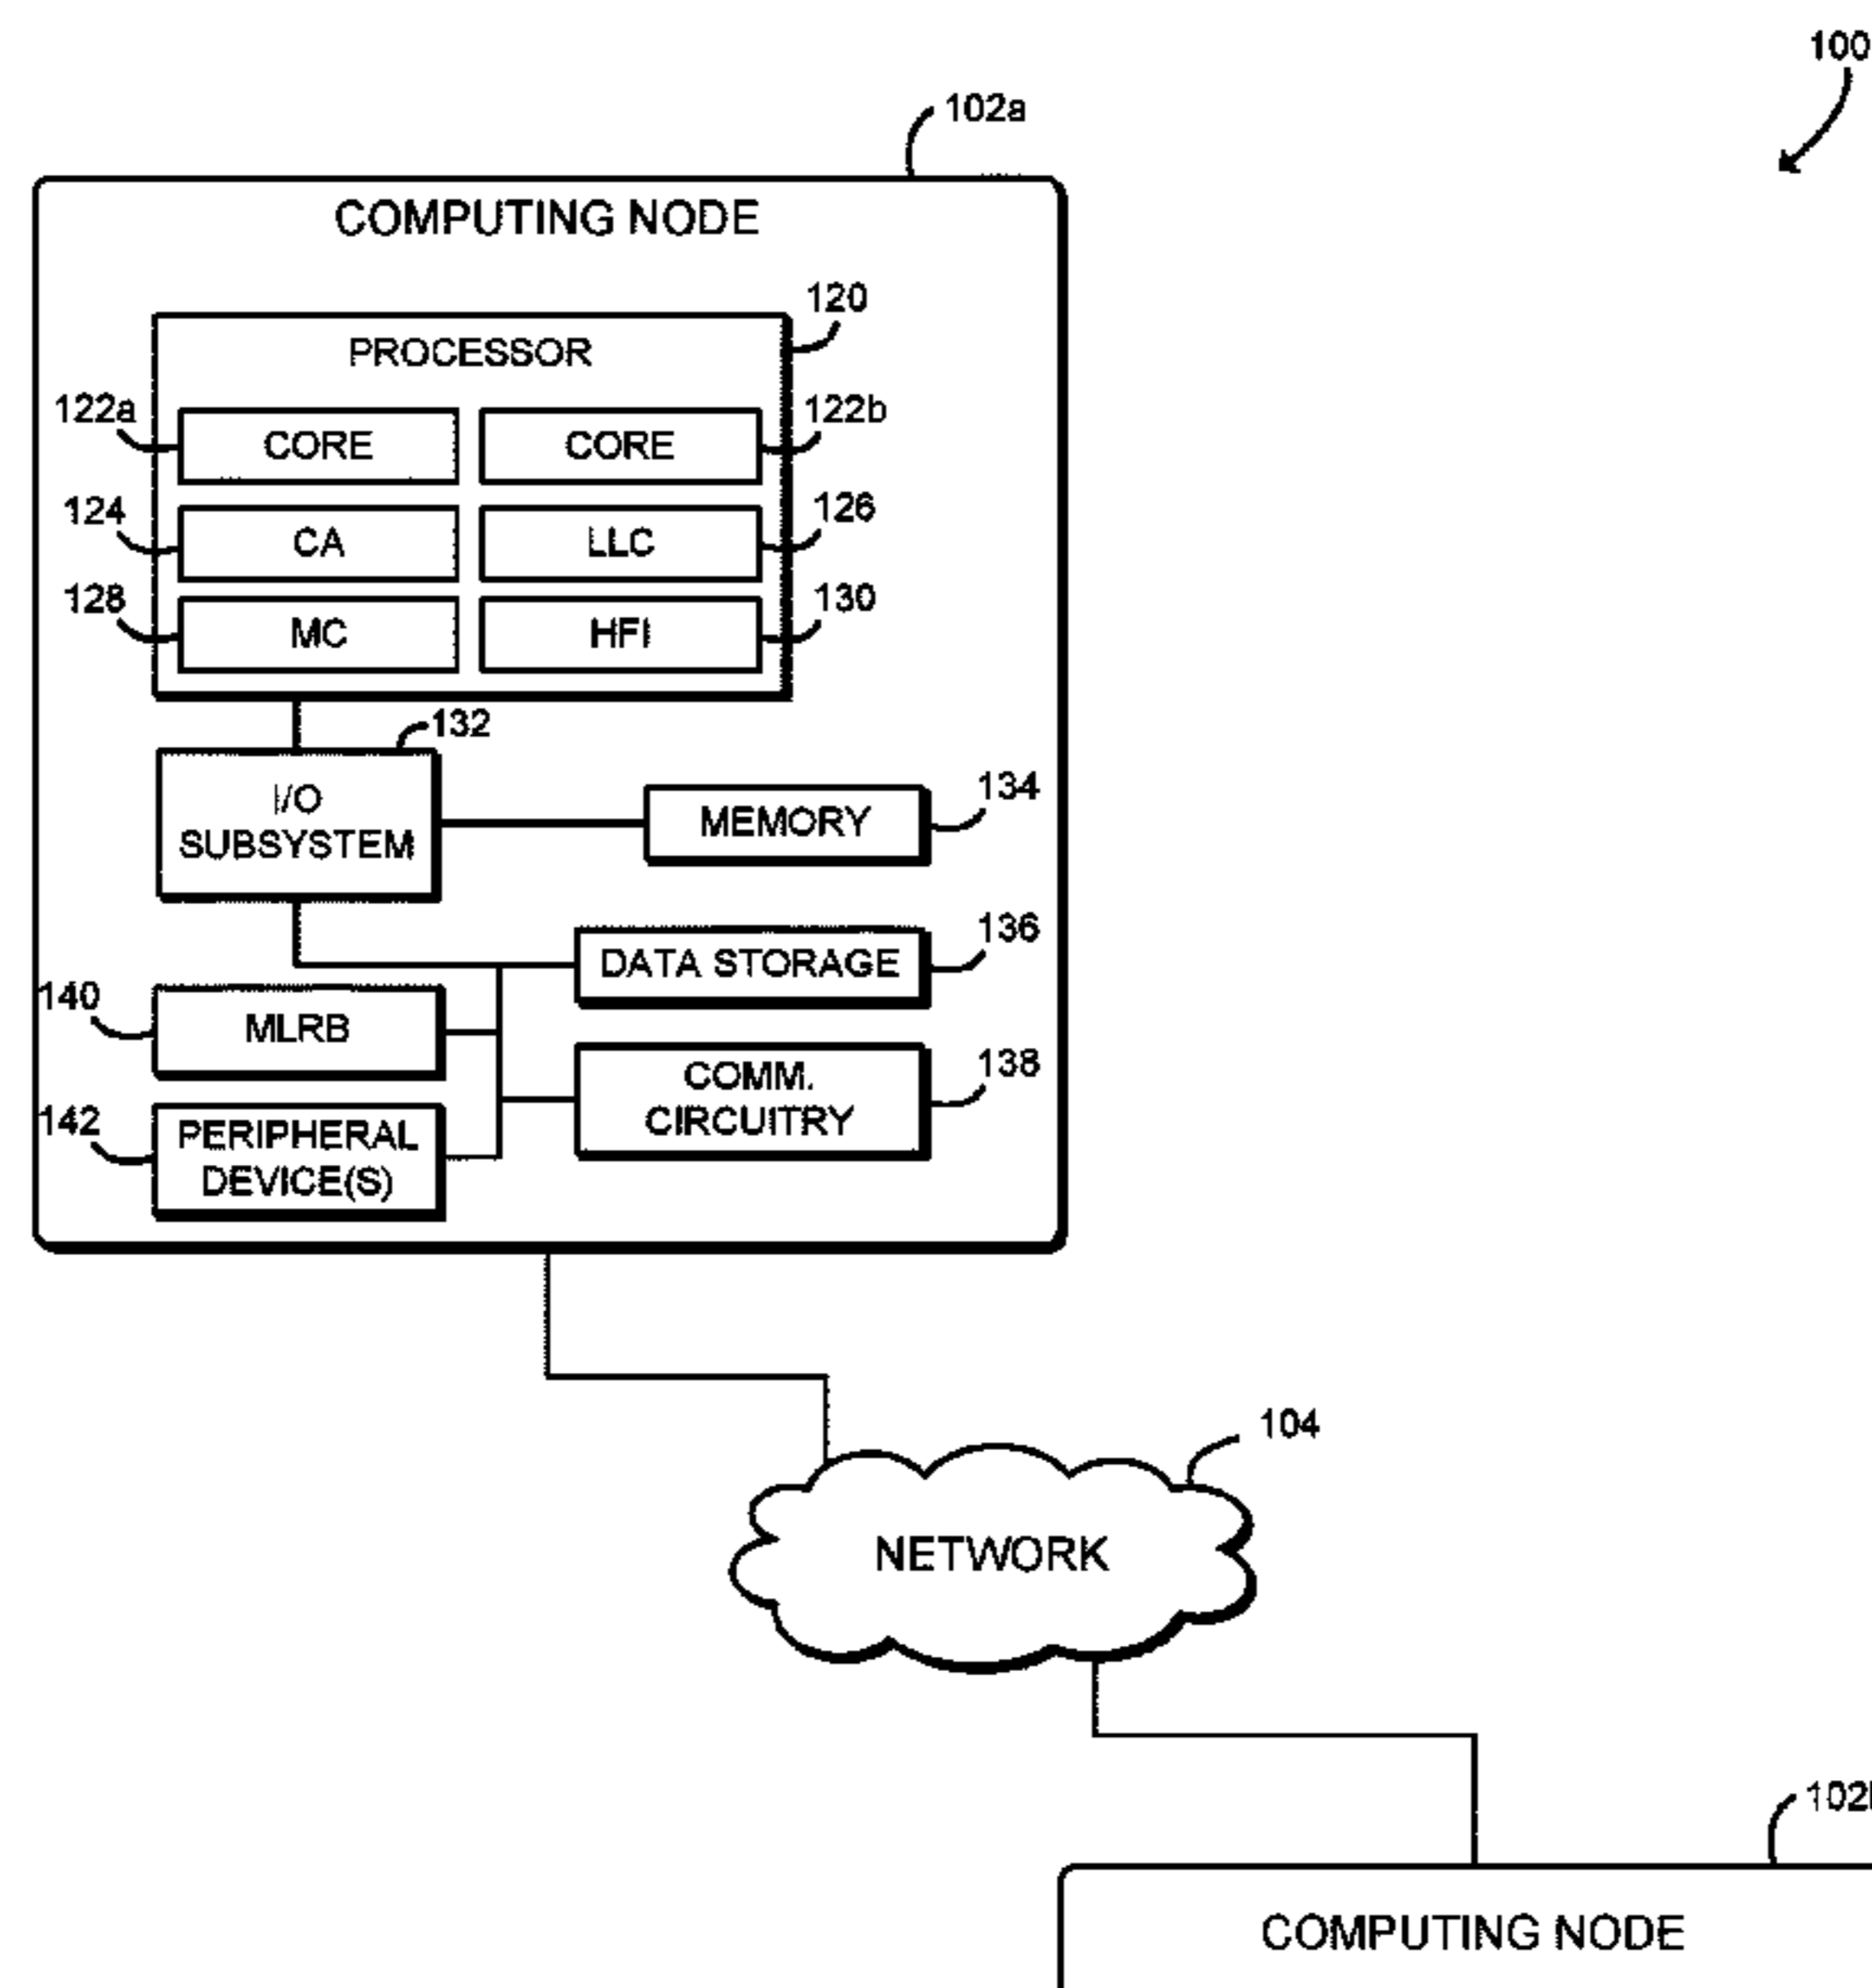 100
102a
COMPUTING NODE
120
PROCESSOR
122a
CORE
CORE
122b
124
CA
LLC
126
128
MC
HFI
130
132
I/O
SUBSYSTEM
MEMORY
134
DATA STORAGE
136
140
MLRB
COMM.
CIRCUITRY
138
142
PERIPHERAL
DEVICE(S)
104
NETWORK
COMPUTING NODE